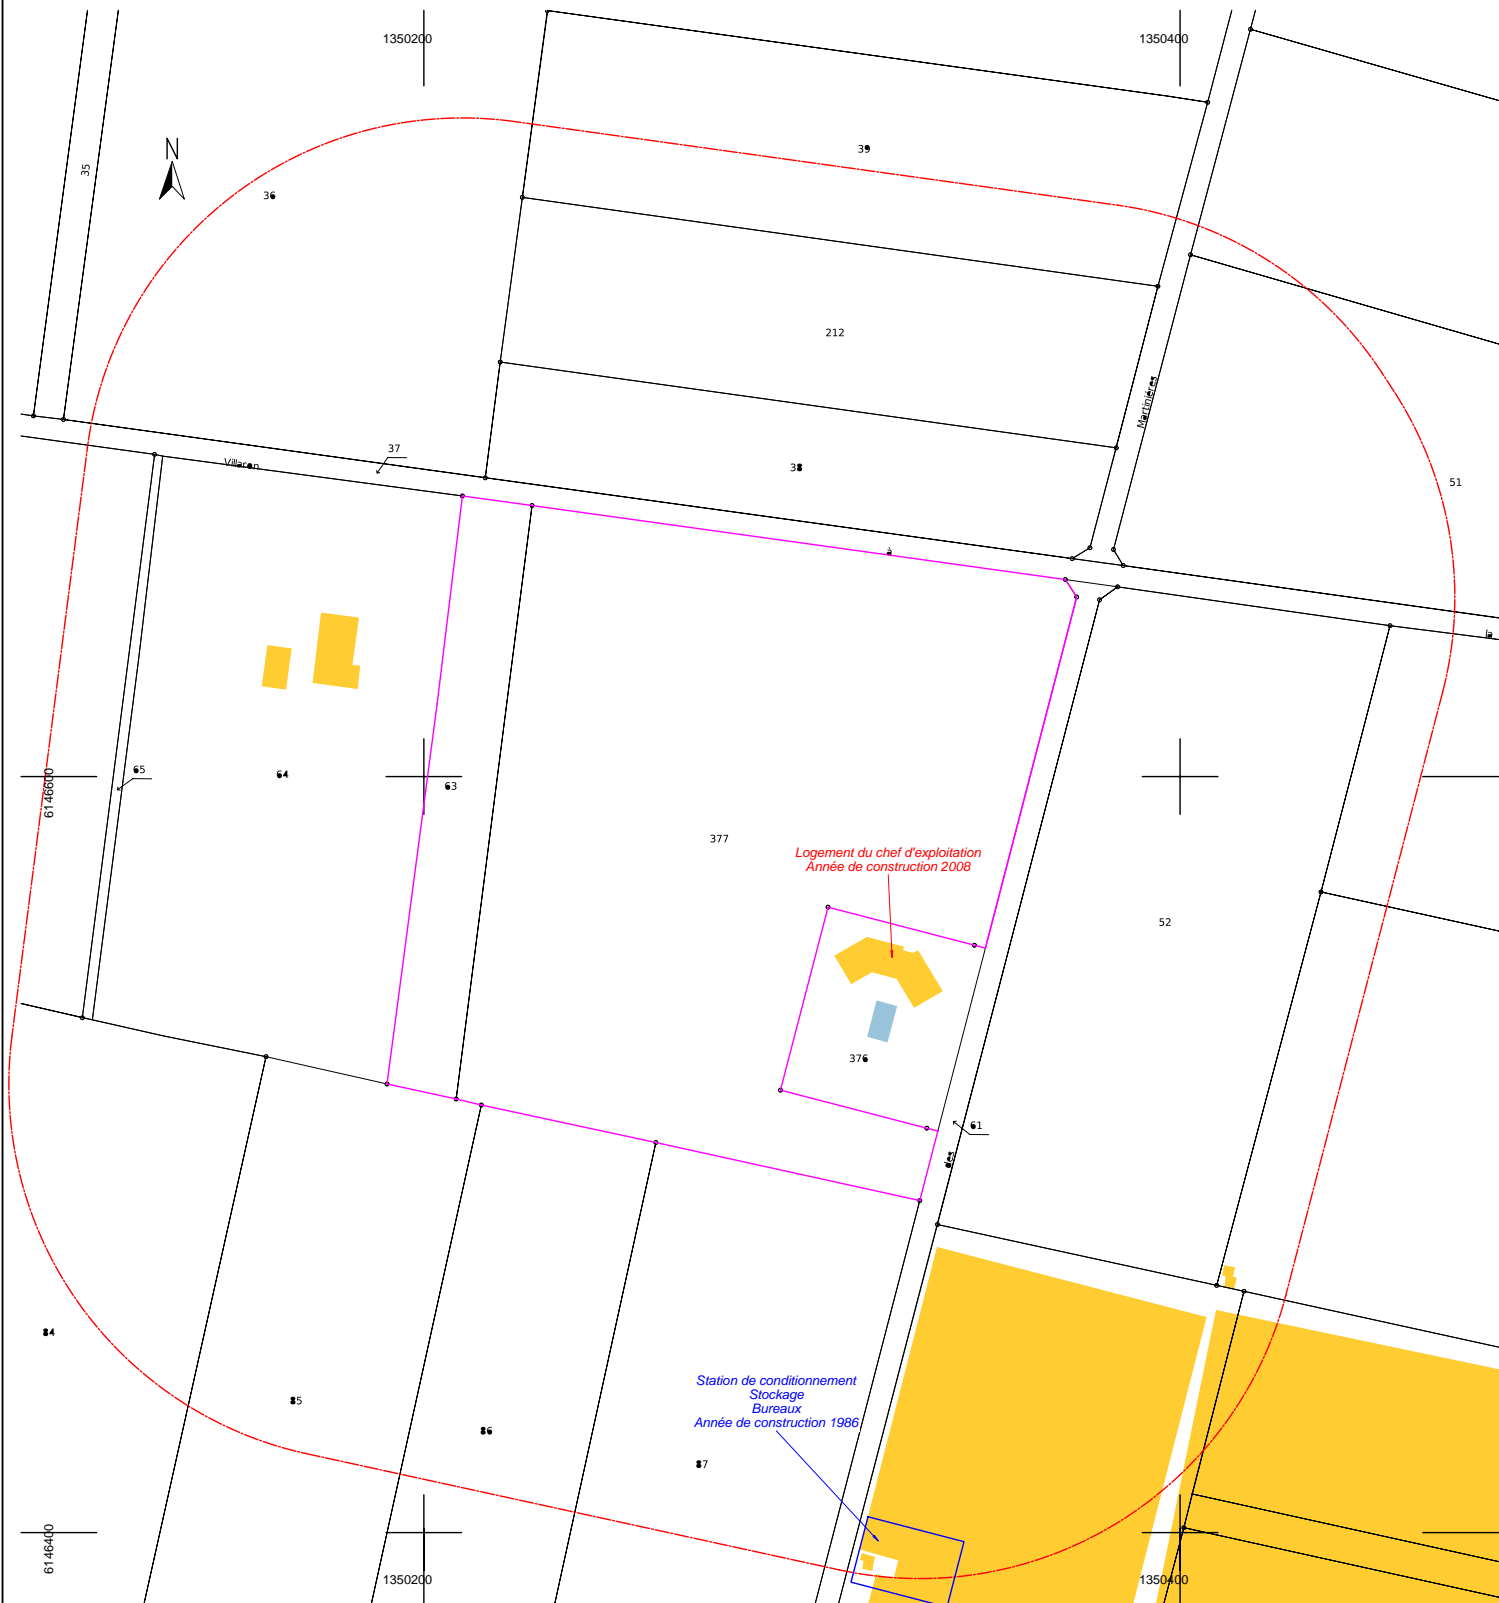 1350200
1350400
N
39
35
36
212
Martinières
37
Villaron
38
51
à
la
65
64
63
6146600
377
Logement du chef d'exploitation
Année de construction 2008
52
376
61
des
84
Station de conditionnement
Stockage
Bureaux
Année de construction 1986
85
86
87
6146400
1350200
1350400